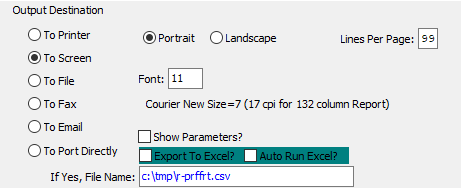 Output Destination
To Printer
Portrait Landscape Lines Per Page: 99
To Screen
To File Font: 11
To Fax Courier New Size=7 (17 cpi for 132 column Report)
To Email
Show Parameters?
To Port Directly Export To Excel? Auto Run Excel?
If Yes, File Name: c:\tmp\r-prffrt.csv